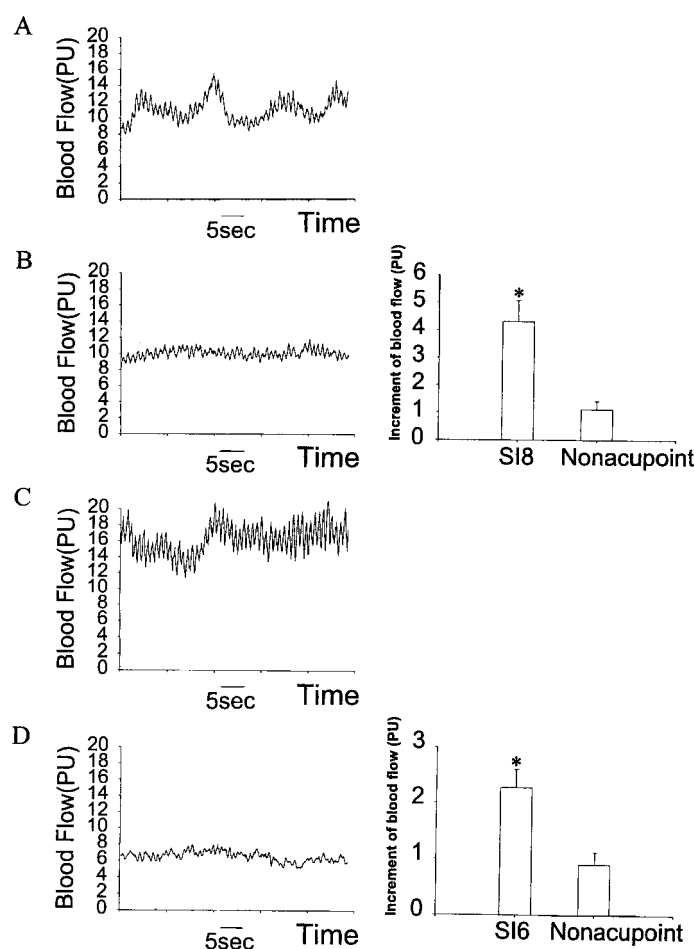 A
Blood Flow(PU)
20
18
16
14
12
10
8
6
4
2
0
5sec
Time
B
Blood Flow(PU)
20
18
16
14
12
10
8
6
4
2
0
5sec
Time
Increment of blood flow (PU)
6
5
4
3
2
1
0
*
SI8 Nonacupoint
C
Blood Flow(PU)
20
18
16
14
12
10
8
6
4
2
0
5sec
Time
D
Blood Flow(PU)
20
18
16
14
12
10
8
6
4
2
0
5sec
Time
Increment of blood flow (PU)
3
2
1
0
*
SI6 Nonacupoint